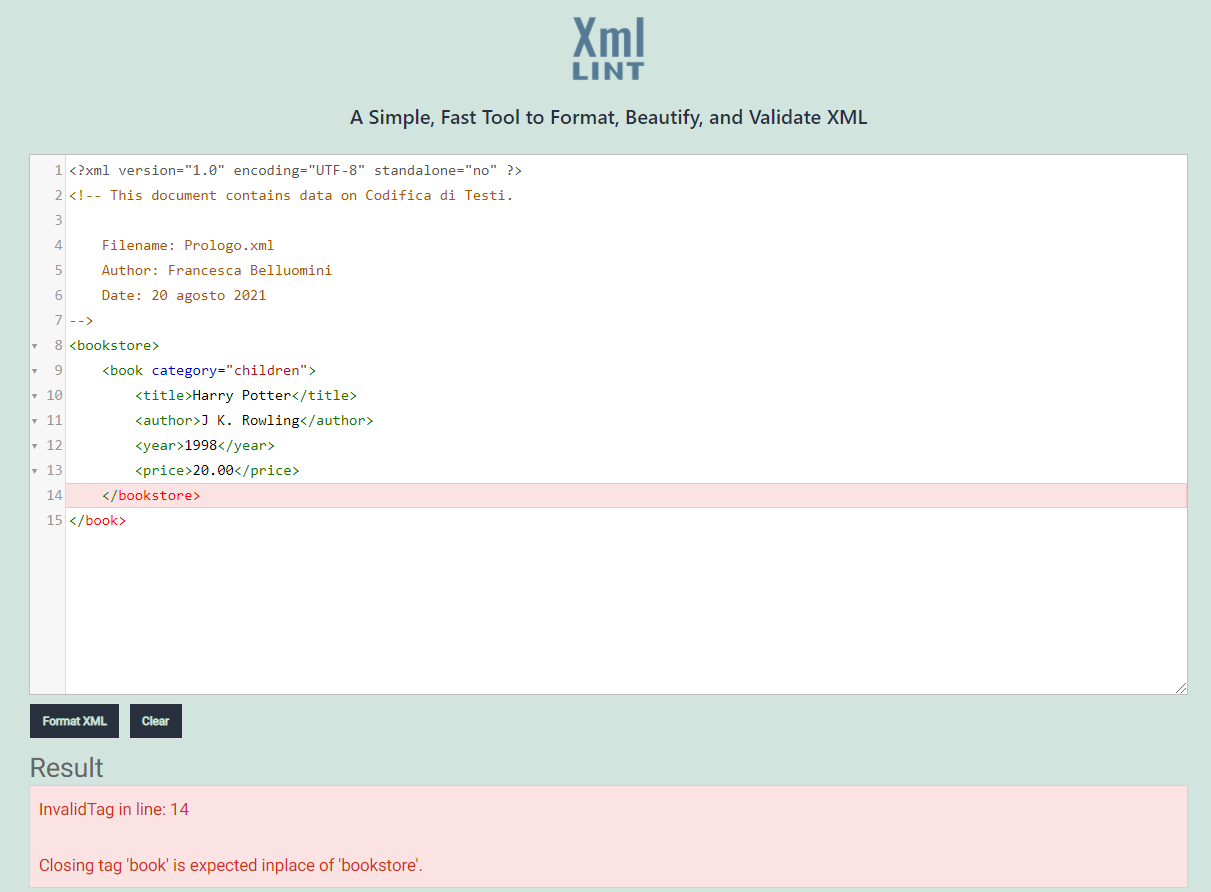 Xml
LINT
A Simple, Fast Tool to Format, Beautify, and Validate XML
1 <?xml version="1.0" encoding="UTF-8" standalone="no" ?>
2 <!-- This document contains data on Codifica di Testi.
3
4     Filename: Prologo.xml
5     Author: Francesca Belluomini
6     Date: 20 agosto 2021
7 -->
8 <bookstore>
9     <book category="children">
10         <title>Harry Potter</title>
11         <author>J K. Rowling</author>
12         <year>1998</year>
13         <price>20.00</price>
14     </bookstore>
15 </book>
Format XML Clear
Result
InvalidTag in line: 14
Closing tag 'book' is expected inplace of 'bookstore'.